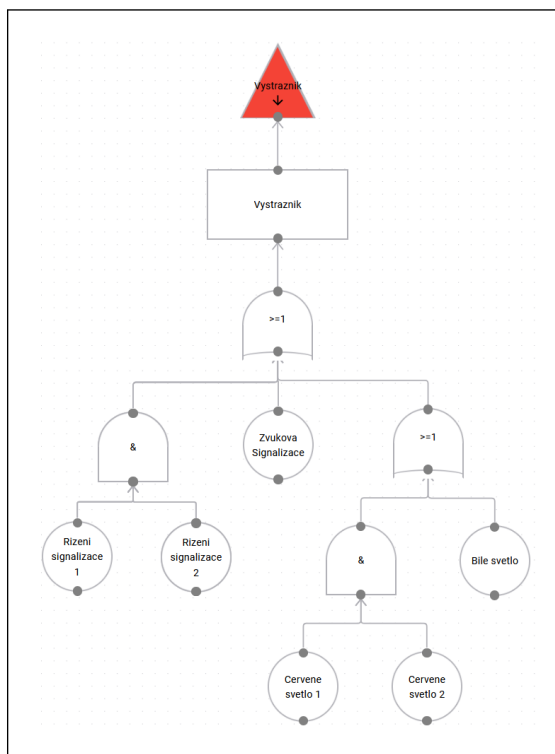 Vystraznik
Vystraznik
>=1
&
Zvukova
Signalizace
>=1
Rizeni
signalizace
1
Rizeni
signalizace
2
&
Bile svetlo
Cervene
svetlo 1
Cervene
svetlo 2